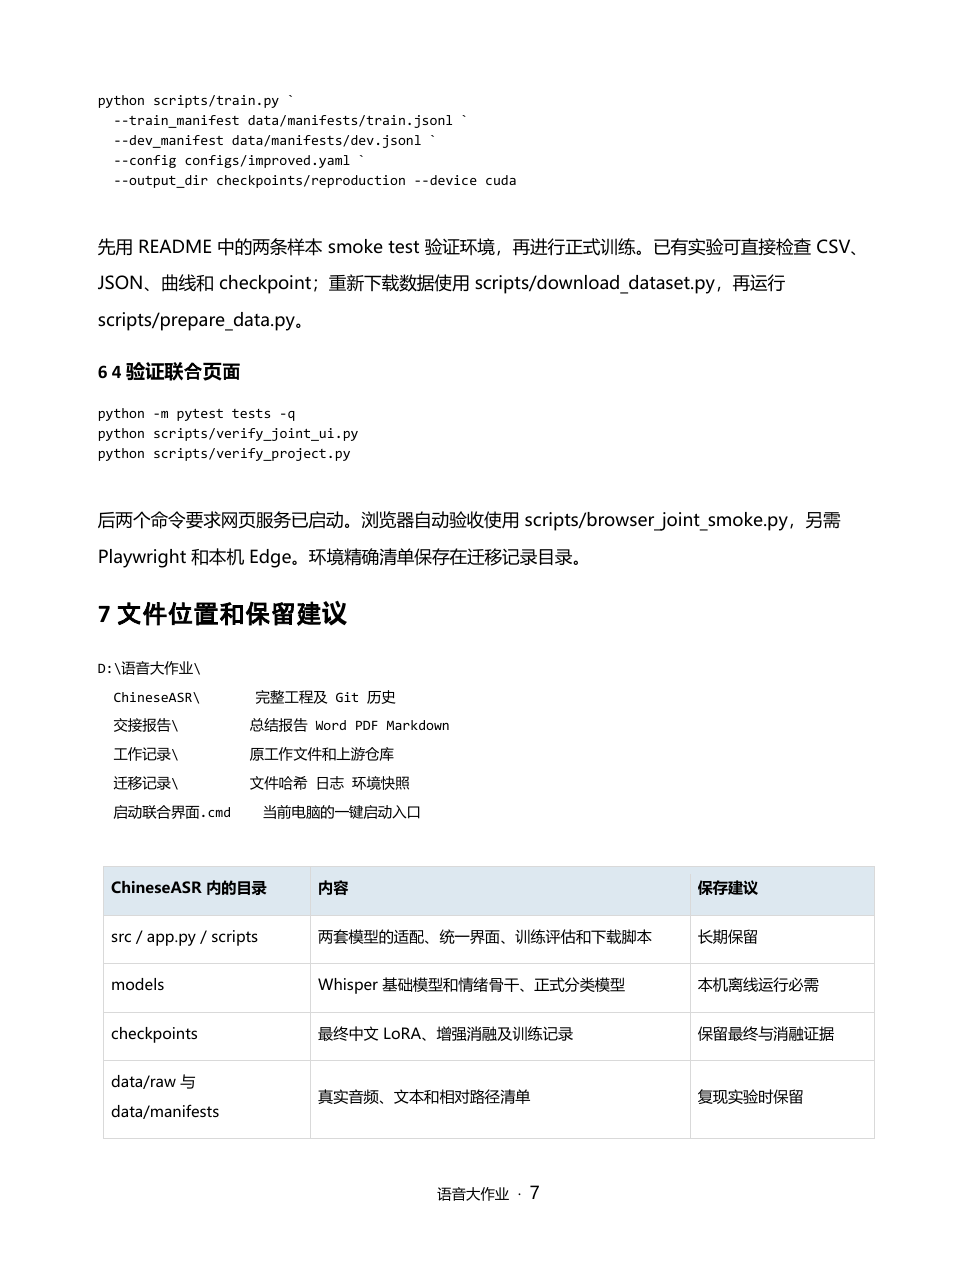 python scripts/train.py `
--train_manifest data/manifests/train.jsonl `
--dev_manifest data/manifests/dev.jsonl `
--config configs/improved.yaml `
--output_dir checkpoints/reproduction --device cuda
先用 README 中的两条样本 smoke test 验证环境，再进行正式训练。已有实验可直接检查 CSV、
JSON、曲线和 checkpoint；重新下载数据使用 scripts/download_dataset.py，再运行
scripts/prepare_data.py。
6 4 验证联合页面
python -m pytest tests -q
python scripts/verify_joint_ui.py
python scripts/verify_project.py
后两个命令要求网页服务已启动。浏览器自动验收使用 scripts/browser_joint_smoke.py，另需
Playwright 和本机 Edge。环境精确清单保存在迁移记录目录。
7 文件位置和保留建议
D:\语音大作业\
ChineseASR\ 完整工程及 Git 历史
交接报告\ 总结报告 Word PDF Markdown
工作记录\ 原工作文件和上游仓库
迁移记录\ 文件哈希 日志 环境快照
启动联合界面.cmd 当前电脑的一键启动入口
ChineseASR 内的目录 内容 保存建议
src / app.py / scripts 两套模型的适配、统一界面、训练评估和下载脚本 长期保留
models Whisper 基础模型和情绪骨干、正式分类模型 本机离线运行必需
checkpoints 最终中文 LoRA、增强消融及训练记录 保留最终与消融证据
data/raw 与
data/manifests 真实音频、文本和相对路径清单 复现实验时保留
语音大作业 · 7